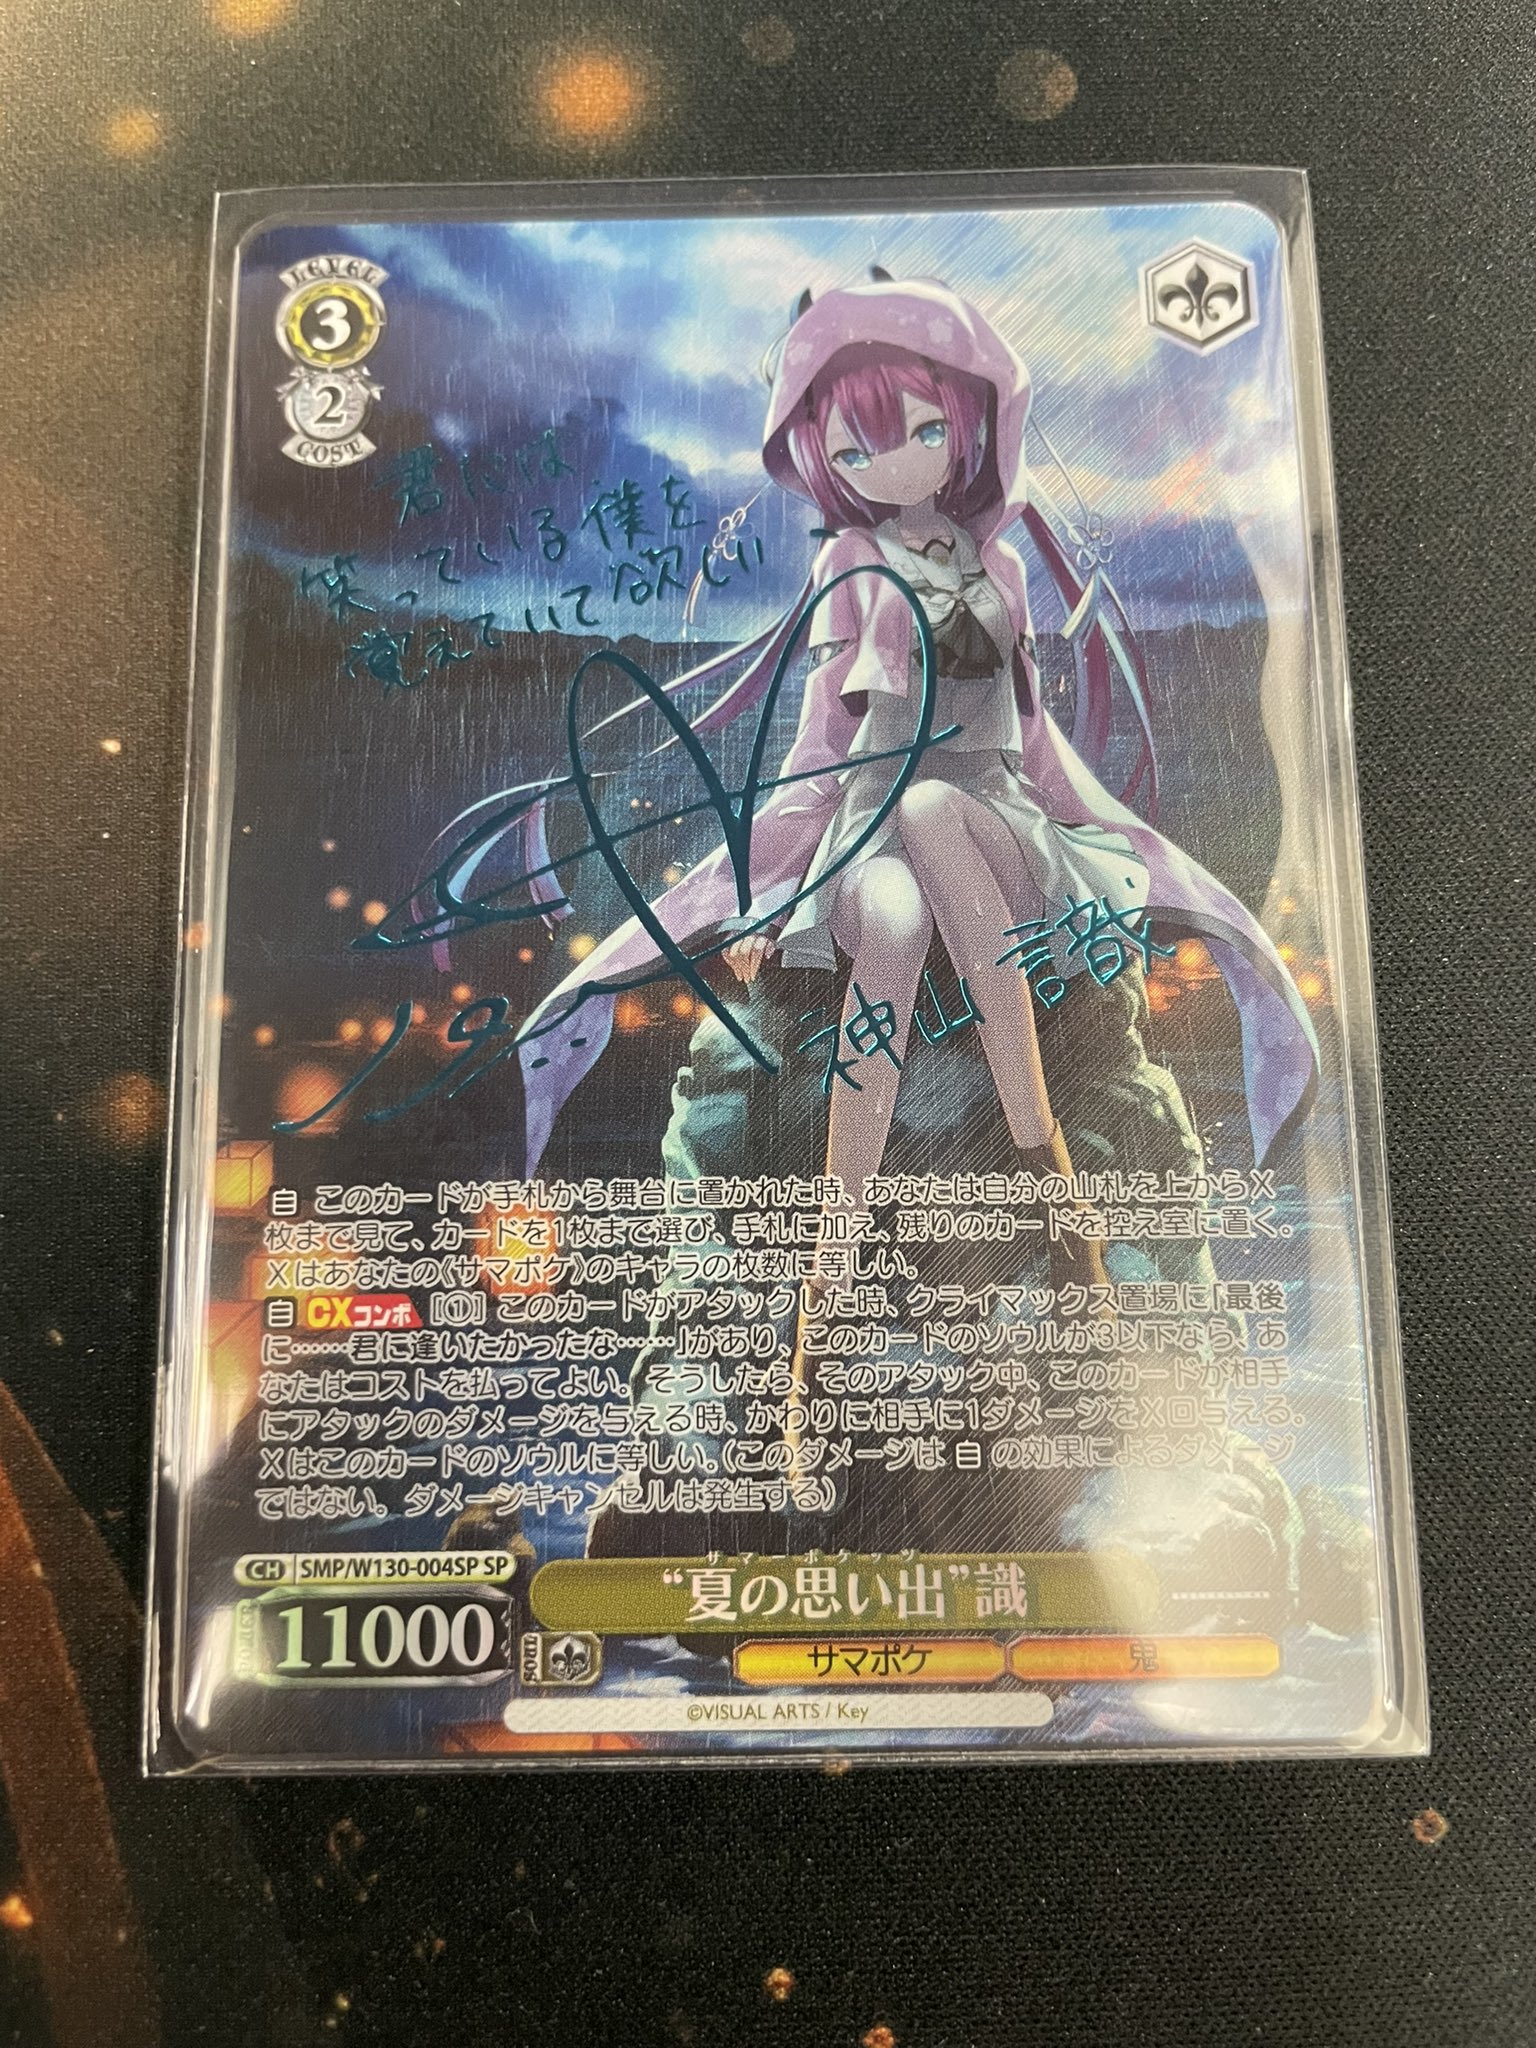 LEVEL
3
2
COST
君には
笑っている僕を
覚えていて欲しい
神山 識
自 このカードが手札から舞台に置かれた時、あなたは自分の山札を上からX
枚まで見て、カードを1枚まで選び、手札に加え、残りのカードを控え室に置く。
Xはあなたの《サマポケ》のキャラの枚数に等しい。
自 CXコンボ [①] このカードがアタックした時、クライマックス置場に「最後
に……君に逢いたかったな……」があり、このカードのソウルが3以下なら、あ
なたはコストを払ってよい。そうしたら、そのアタック中、このカードが相手
にアタックのダメージを与える時、かわりに相手に1ダメージをX回与える。
Xはこのカードのソウルに等しい。(このダメージは 自 の効果によるダメージ
ではない。ダメージキャンセルは発生する)
CH SMP/W130-004SP SP
サマーポケッツ
“夏の思い出”識
11000
サマポケ 鬼
©VISUAL ARTS / Key